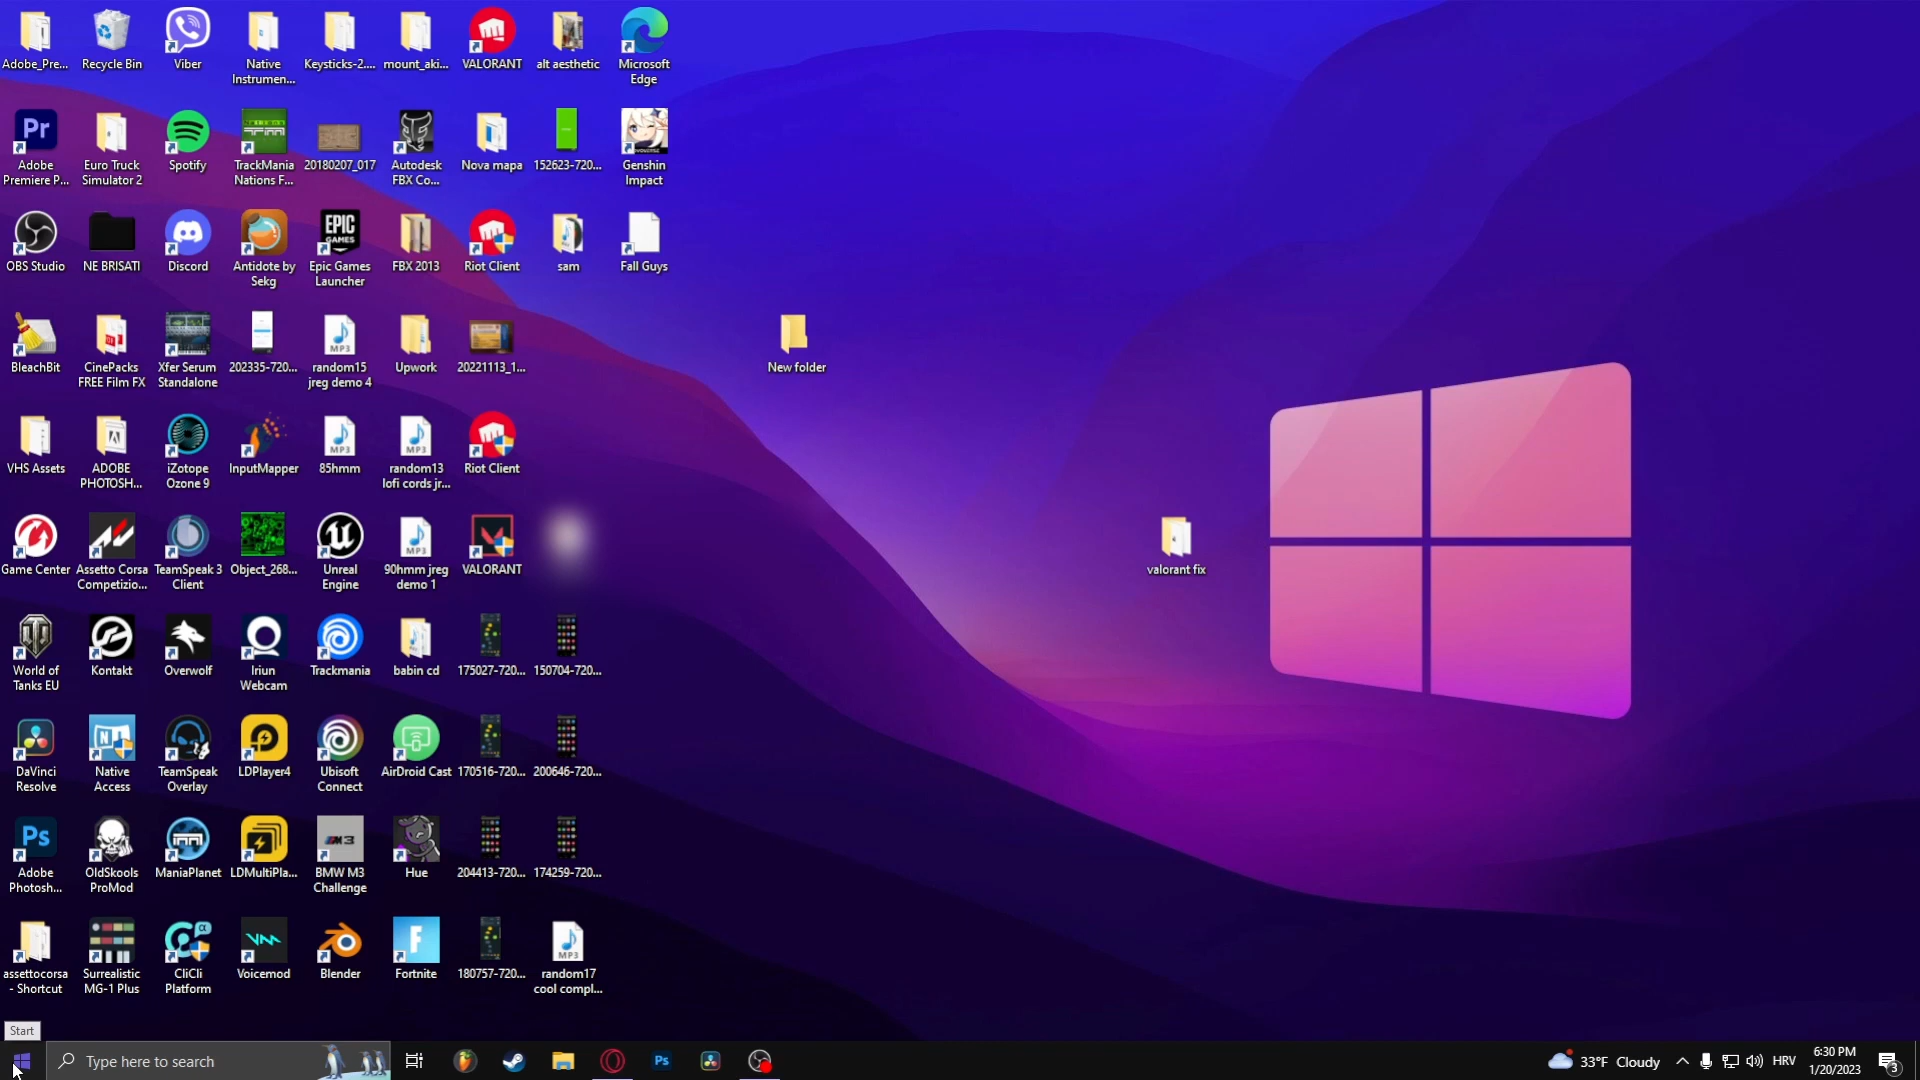 Adobe_Pre...
Recycle Bin
Viber
Native
Instrumen...
Keysticks-2....
mount_aki...
VALORANT
alt aesthetic
Microsoft
Edge
Adobe
Premiere P...
Euro Truck
Simulator 2
Spotify
TrackMania
Nations F...
20180207_017
Autodesk
FBX Co...
Nova mapa
152623-720...
Genshin
Impact
OBS Studio
NE BRISATI
Discord
Antidote by
Sekg
EPIC
GAMES
Epic Games
Launcher
FBX 2013
Riot Client
sam
Fall Guys
BleachBit
CinePacks
FREE Film FX
Xfer Serum
Standalone
202335-720...
MP3
random15
jreg demo 4
Upwork
20221113_1...
New folder
VHS Assets
ADOBE
PHOTOSH...
iZotope
Ozone 9
InputMapper
MP3
85hmm
MP3
random13
lofi cords jr...
Riot Client
Game Center
Assetto Corsa
Competizio...
TeamSpeak 3
Client
Object_268...
Unreal
Engine
MP3
90hmm jreg
demo 1
VALORANT
valorant fix
World of
Tanks EU
Kontakt
Overwolf
Iriun
Webcam
Trackmania
babin cd
175027-720...
150704-720...
DaVinci
Resolve
Native
Access
TeamSpeak
Overlay
LDPlayer4
Ubisoft
Connect
AirDroid Cast
170516-720...
200646-720...
Adobe
Photosh...
OldSkools
ProMod
ManiaPlanet
LDMultiPla...
BMW M3
Challenge
Hue
204413-720...
174259-720...
assettocorsa
- Shortcut
Surrealistic
MG-1 Plus
CliCli
Platform
Voicemod
Blender
Fortnite
180757-720...
MP3
random17
cool compl...
Start
Type here to search
Ps
33°F Cloudy
HRV
6:30 PM
1/20/2023
3